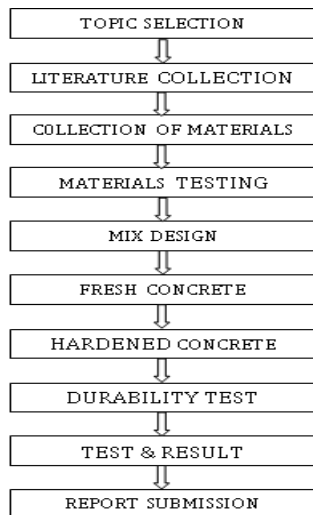 TOPIC SELECTION
LITERATURE COLLECTION
COLLECTION OF MATERIALS
MATERIALS TESTING
MIX DESIGN
FRESH CONCRETE
HARDENED CONCRETE
DURABILITY TEST
TEST & RESULT
REPORT SUBMISSION